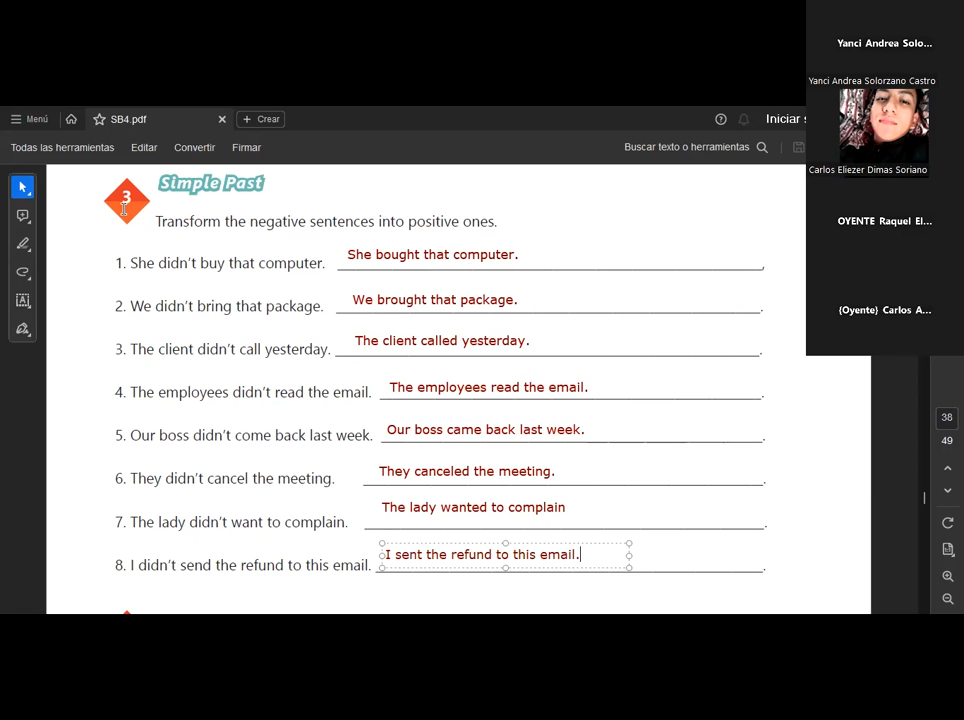 Yanci Andrea Solo...
Yanci Andrea Solorzano Castro
Carlos Eliezer Dimas Soriano
OYENTE Raquel El...
{Oyente} Carlos A...
Menú
SB4.pdf
Crear
Iniciar s
Todas las herramientas
Editar
Convertir
Firmar
Buscar texto o herramientas
3
Simple Past
Transform the negative sentences into positive ones.
1. She didn't buy that computer. She bought that computer.
2. We didn't bring that package. We brought that package.
3. The client didn't call yesterday. The client called yesterday.
4. The employees didn't read the email. The employees read the email.
5. Our boss didn't come back last week. Our boss came back last week.
6. They didn't cancel the meeting. They canceled the meeting.
7. The lady didn't want to complain. The lady wanted to complain
8. I didn't send the refund to this email. I sent the refund to this email.
38
49